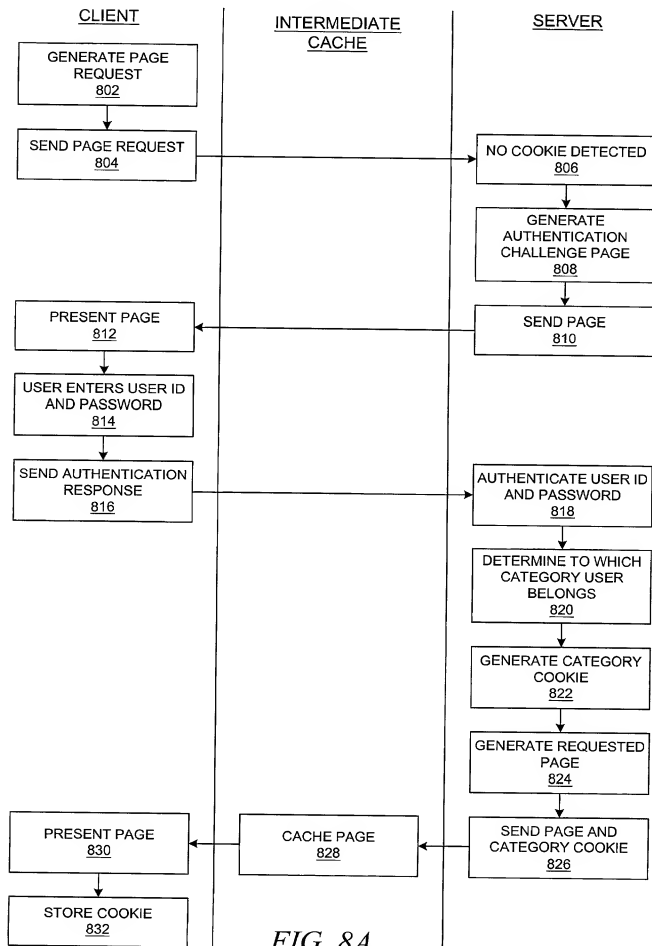 CLIENT
INTERMEDIATE
CACHE
SERVER
GENERATE PAGE
REQUEST
802
SEND PAGE REQUEST
804
NO COOKIE DETECTED
806
GENERATE
AUTHENTICATION
CHALLENGE PAGE
808
SEND PAGE
810
PRESENT PAGE
812
USER ENTERS USER ID
AND PASSWORD
814
SEND AUTHENTICATION
RESPONSE
816
AUTHENTICATE USER ID
AND PASSWORD
818
DETERMINE TO WHICH
CATEGORY USER
BELONGS
820
GENERATE CATEGORY
COOKIE
822
GENERATE REQUESTED
PAGE
824
SEND PAGE AND
CATEGORY COOKIE
826
CACHE PAGE
828
PRESENT PAGE
830
STORE COOKIE
832
FIG. 8A